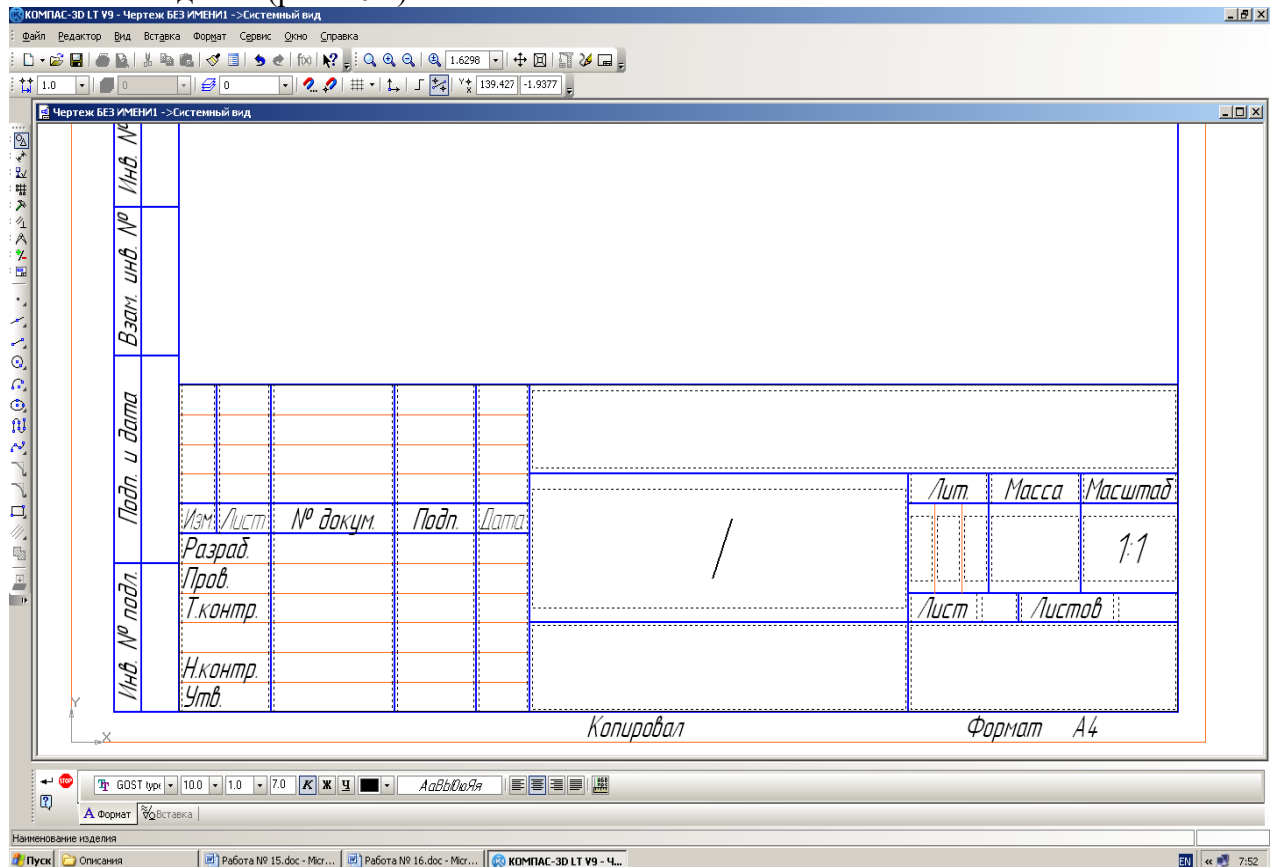 КОМПАС-3D LT V9 - Чертеж БЕЗ ИМЕНИ1 ->Системный вид
Файл Редактор Вид Вставка Формат Сервис Окно Справка
1.6298
1.0 0 0 139.427 -1.9377
Чертеж БЕЗ ИМЕНИ1 ->Системный вид
Инв. №
Взам. инв. №
Подп. и дата
Инв. № подл.
Лит. Масса Масштаб
Изм Лист № докум. Подп. Дата
Разраб.
Пров.
Т.контр.
Н.контр.
Утв.
/
1:1
Лист Листов
Копировал Формат А4
Y
X
STOP
GOST type 10.0 1.0 7.0 К Ж Ч АаВbЮюЯя
Формат Вставка
Наименование изделия
Пуск Описания Работа № 15.doc - Micr... Работа № 16.doc - Micr... КОМПАС-3D LT V9 - Ч... EN « 7:52